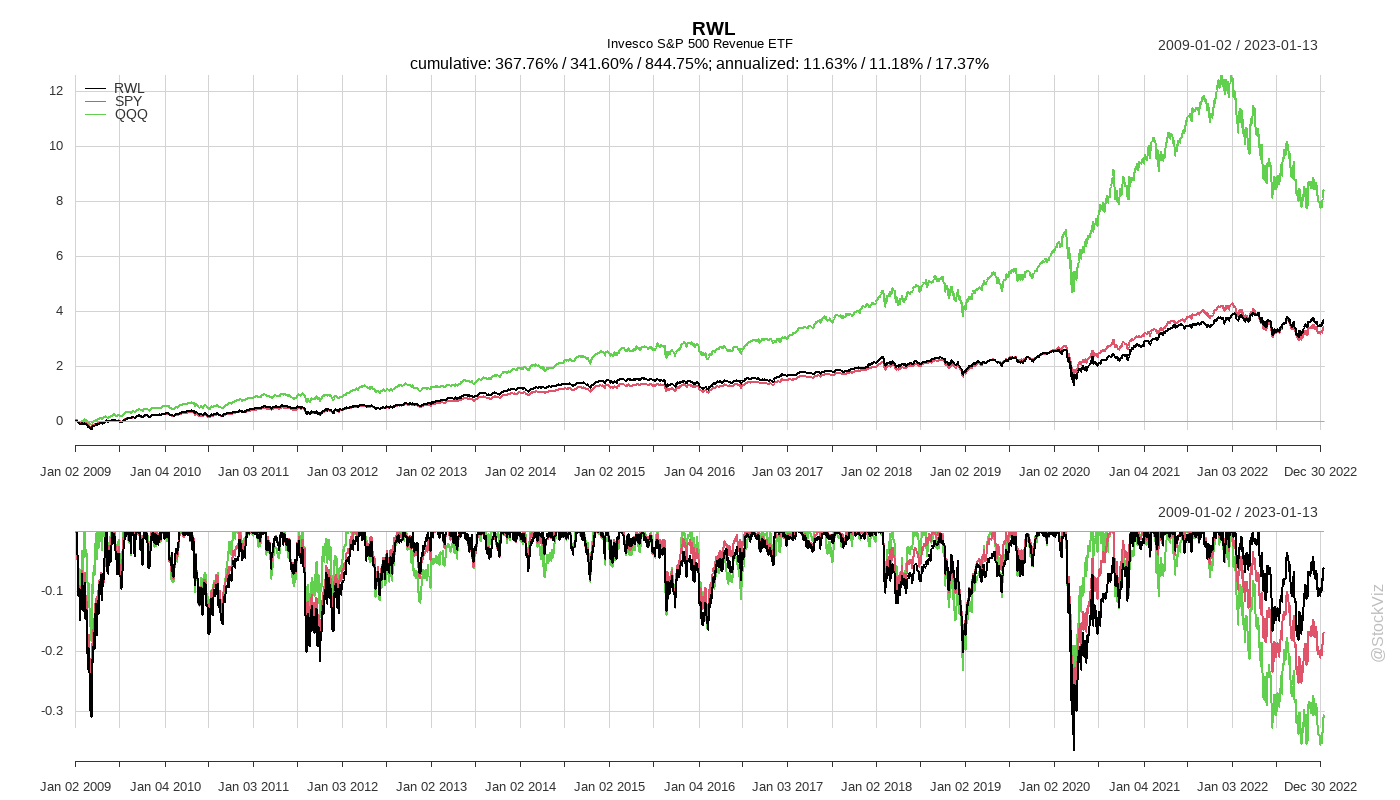 RWL
Invesco S&P 500 Revenue ETF
2009-01-02 / 2023-01-13
cumulative: 367.76% / 341.60% / 844.75%; annualized: 11.63% / 11.18% / 17.37%
RWL
SPY
QQQ
12
10
8
6
4
2
0
Jan 02 2009 Jan 04 2010 Jan 03 2011 Jan 03 2012 Jan 02 2013 Jan 02 2014 Jan 02 2015 Jan 04 2016 Jan 03 2017 Jan 02 2018 Jan 02 2019 Jan 02 2020 Jan 04 2021 Jan 03 2022 Dec 30 2022
2009-01-02 / 2023-01-13
-0.1
-0.2
-0.3
Jan 02 2009 Jan 04 2010 Jan 03 2011 Jan 03 2012 Jan 02 2013 Jan 02 2014 Jan 02 2015 Jan 04 2016 Jan 03 2017 Jan 02 2018 Jan 02 2019 Jan 02 2020 Jan 04 2021 Jan 03 2022 Dec 30 2022
@StockViz